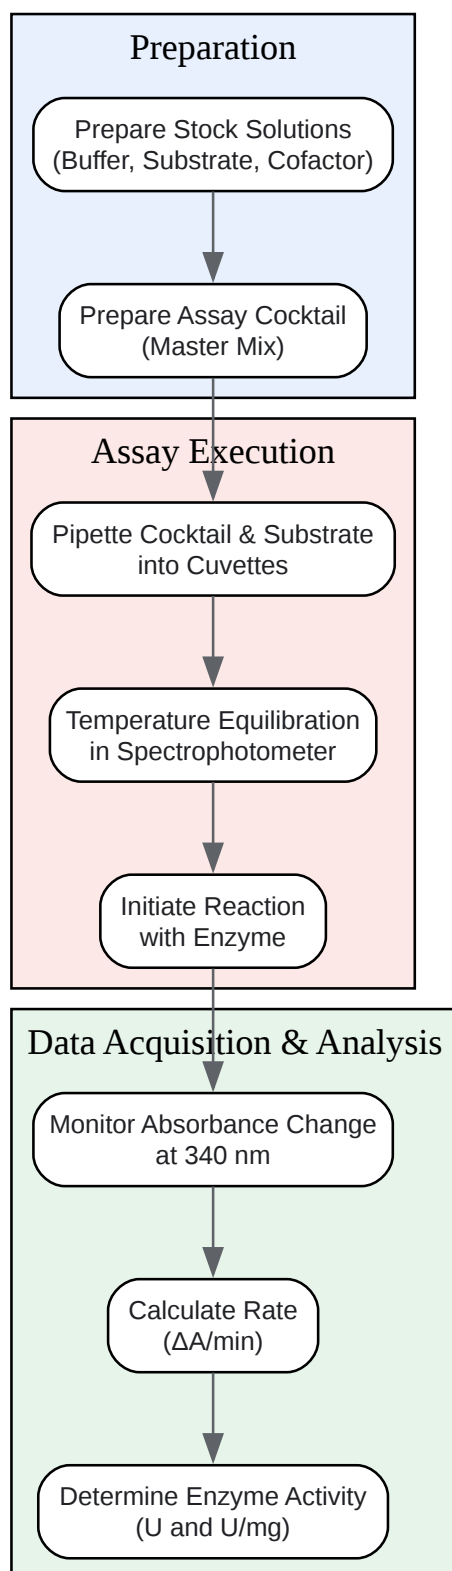 Preparation
Prepare Stock Solutions
(Buffer, Substrate, Cofactor)
Prepare Assay Cocktail
(Master Mix)
Assay Execution
Pipette Cocktail & Substrate
into Cuvettes
Temperature Equilibration
in Spectrophotometer
Initiate Reaction
with Enzyme
Data Acquisition & Analysis
Monitor Absorbance Change
at 340 nm
Calculate Rate
(ΔA/min)
Determine Enzyme Activity
(U and U/mg)